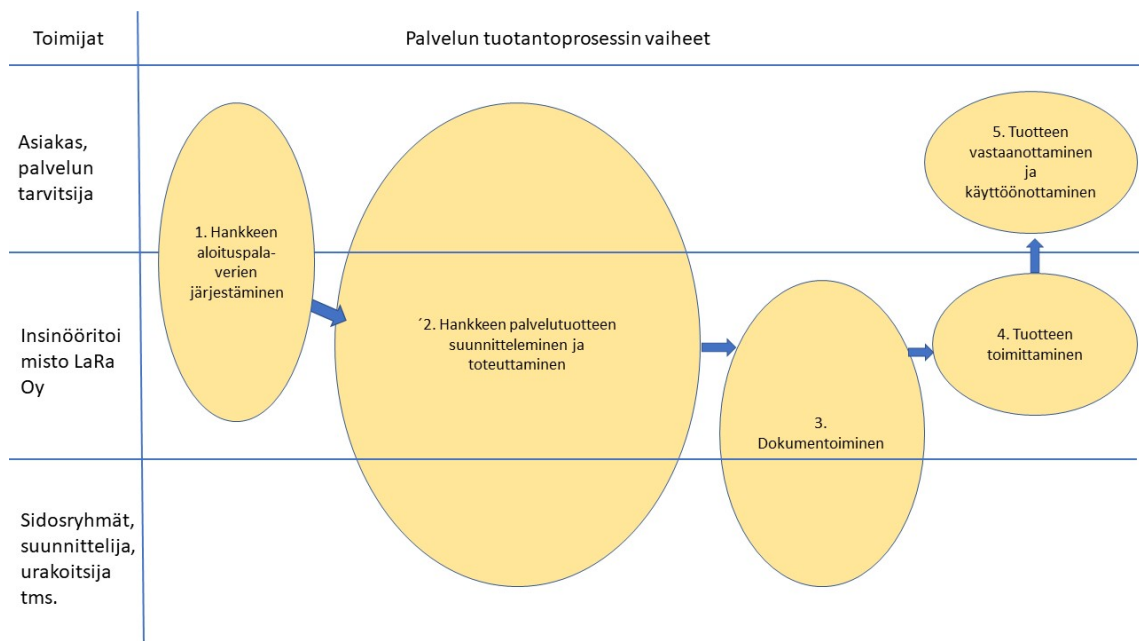 Toimijat
Palvelun tuotantoprosessin vaiheet
Asiakas,
palvelun
tarvitsija
1. Hankkeen
aloituspala-
verien
järjestäminen
5. Tuotteen
vastaanottaminen
ja
käyttöönottaminen
Insinööritoi
misto LaRa
Oy
´2. Hankkeen palvelutuotteen
suunnitteleminen ja
toteuttaminen
3.
Dokumentoiminen
4. Tuotteen
toimittaminen
Sidosryhmät,
suunnittelija,
urakoitsija
tms.